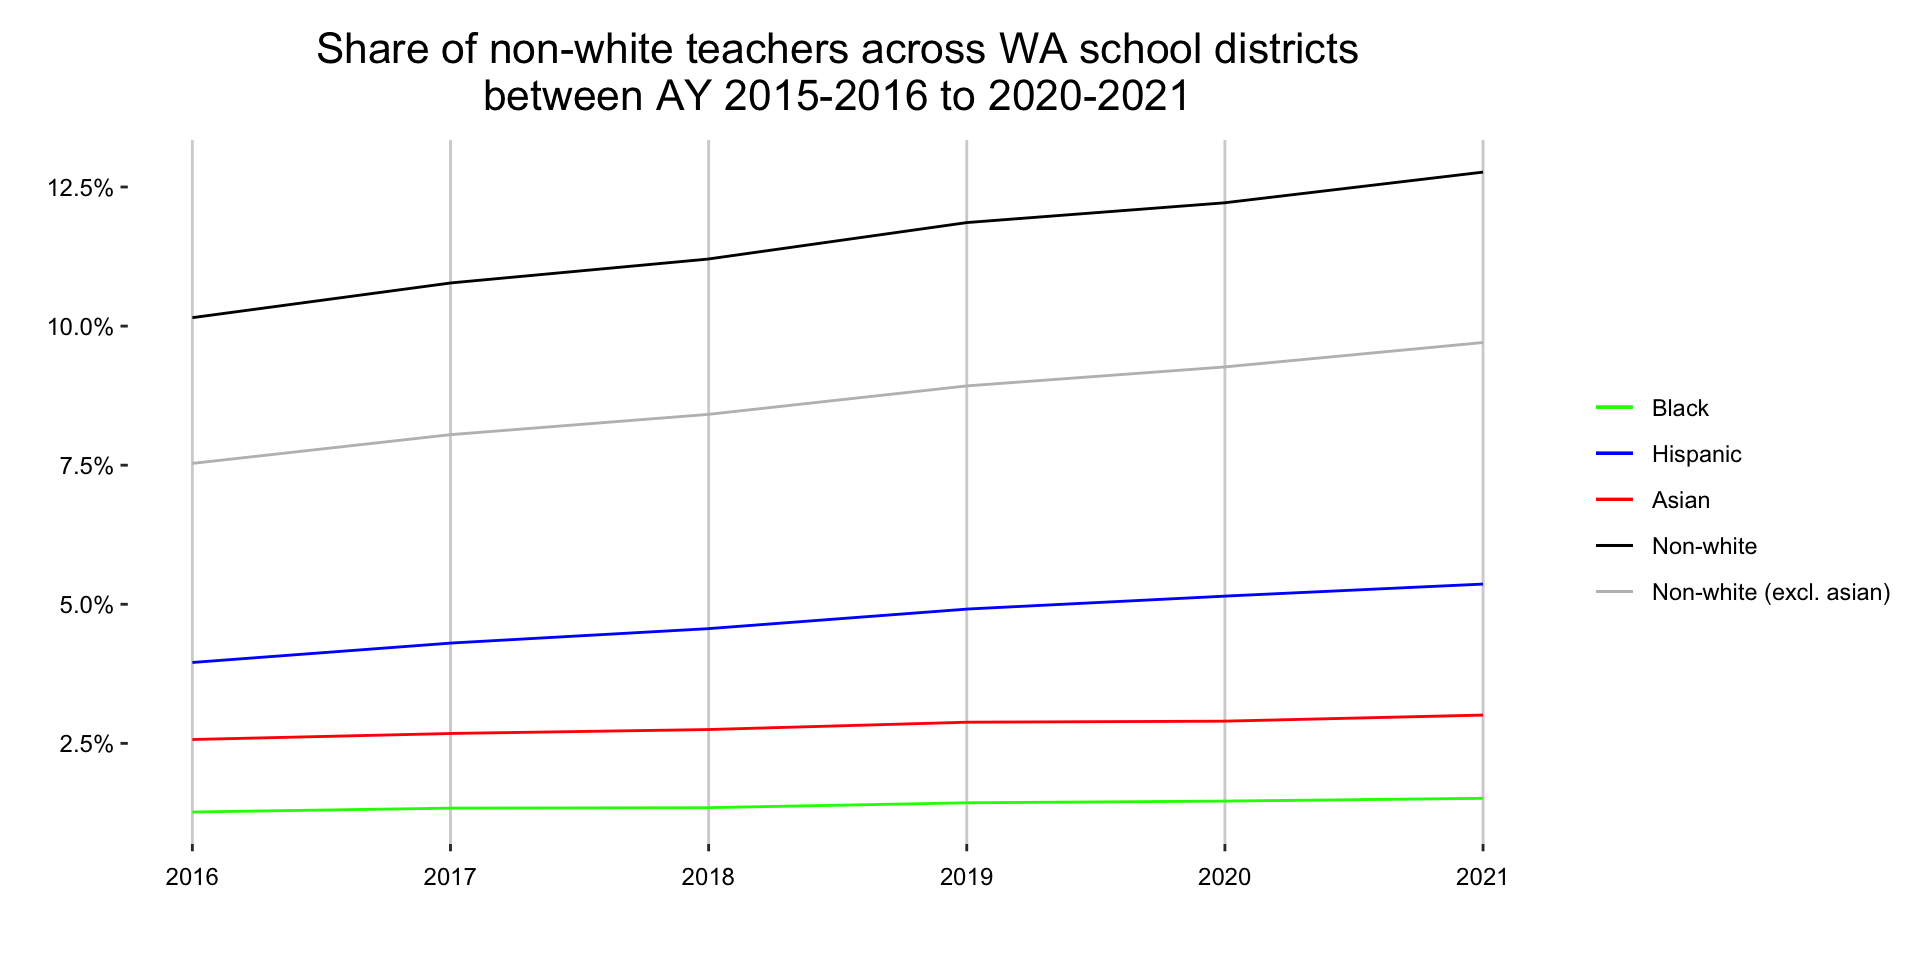 Share of non-white teachers across WA school districts
between AY 2015-2016 to 2020-2021
12.5%
10.0%
7.5%
5.0%
2.5%
2016
2017
2018
2019
2020
2021
Black
Hispanic
Asian
Non-white
Non-white (excl. asian)